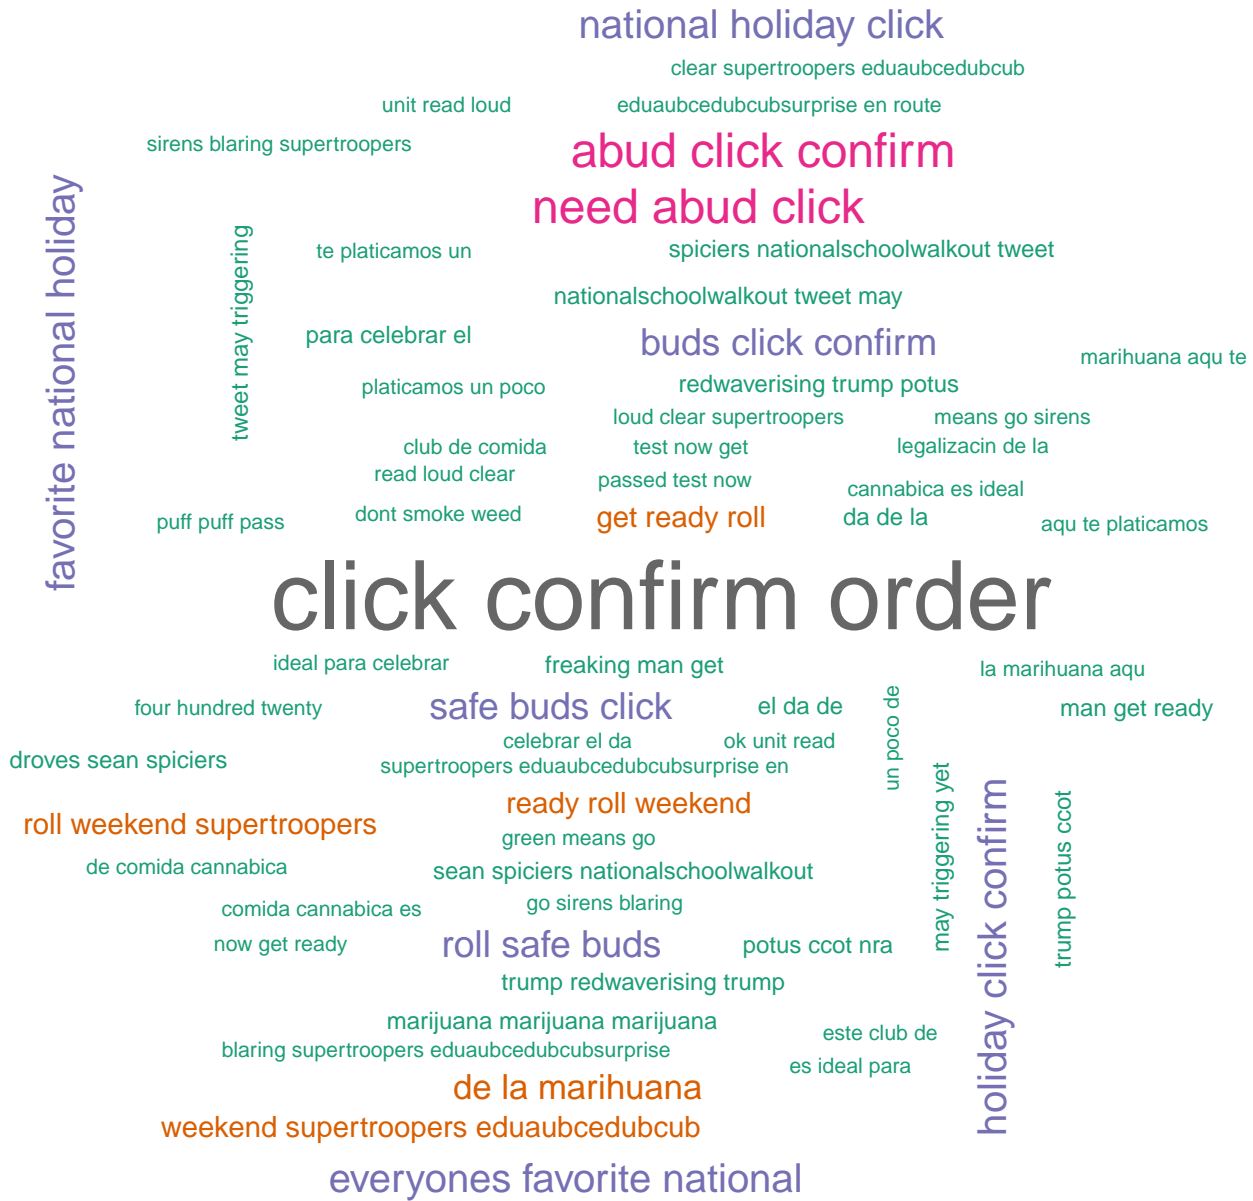 national holiday click
clear supertroopers eduaubcedubcub
unit read loud
eduaubcedubcubsurprise en route
sirens blaring supertroopers
abud click confirm
favorite national holiday
need abud click
tweet may triggering
te platicamos un
spiciers nationalschoolwalkout tweet
nationalschoolwalkout tweet may
para celebrar el
buds click confirm
marihuana aqu te
platicamos un poco
redwaverising trump potus
loud clear supertroopers
means go sirens
club de comida
test now get
legalizacin de la
read loud clear
passed test now
cannabica es ideal
puff puff pass
dont smoke weed
get ready roll
da de la
aqu te platicamos
click confirm order
ideal para celebrar
freaking man get
la marihuana aqu
four hundred twenty
safe buds click
el da de
un poco de
man get ready
celebrar el da
ok unit read
droves sean spiciers
supertroopers eduaubcedubcubsurprise en
ready roll weekend
may triggering yet
holiday click confirm
trump potus ccot
roll weekend supertroopers
green means go
de comida cannabica
sean spiciers nationalschoolwalkout
comida cannabica es
go sirens blaring
now get ready
roll safe buds
potus ccot nra
trump redwaverising trump
marijuana marijuana marijuana
este club de
blaring supertroopers eduaubcedubcubsurprise
es ideal para
de la marihuana
weekend supertroopers eduaubcedubcub
everyones favorite national